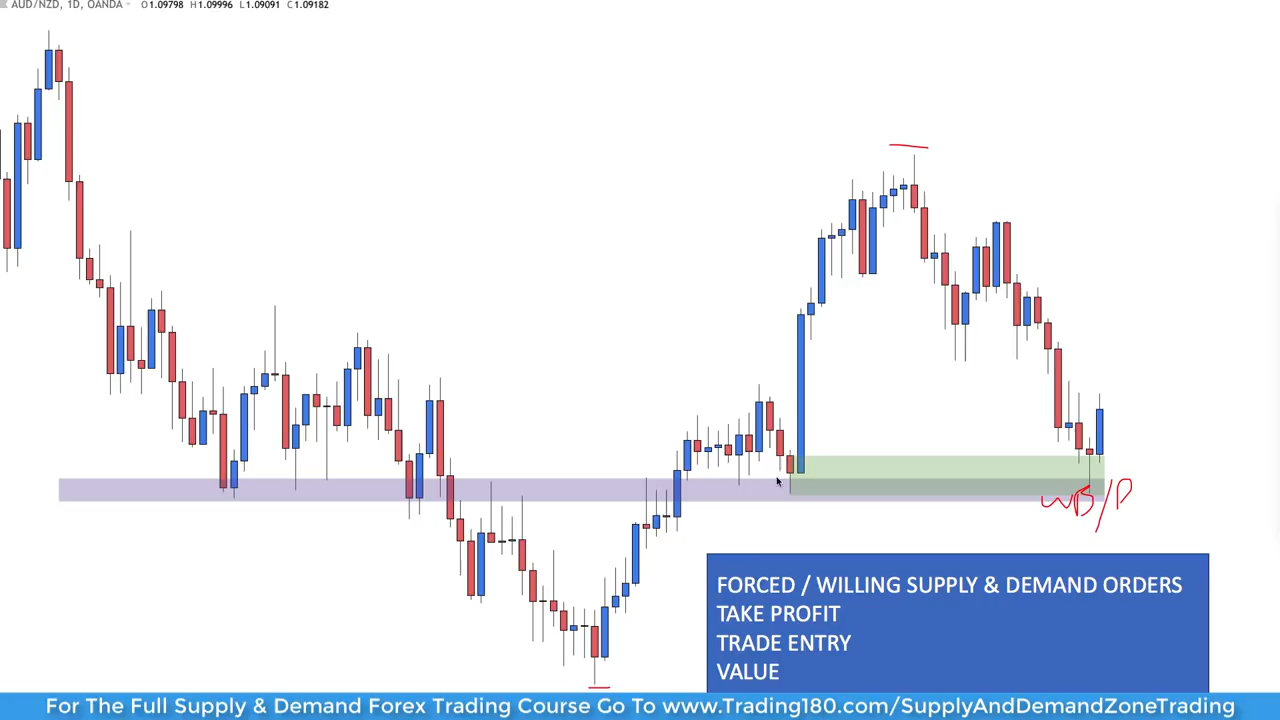 AUD/NZD, 1D, OANDA O1.09798 H1.09996 L1.09091 C1.09182
WB/P
FORCED / WILLING SUPPLY & DEMAND ORDERS
TAKE PROFIT
TRADE ENTRY
VALUE
For The Full Supply & Demand Forex Trading Course Go To www.Trading180.com/SupplyAndDemandZoneTrading